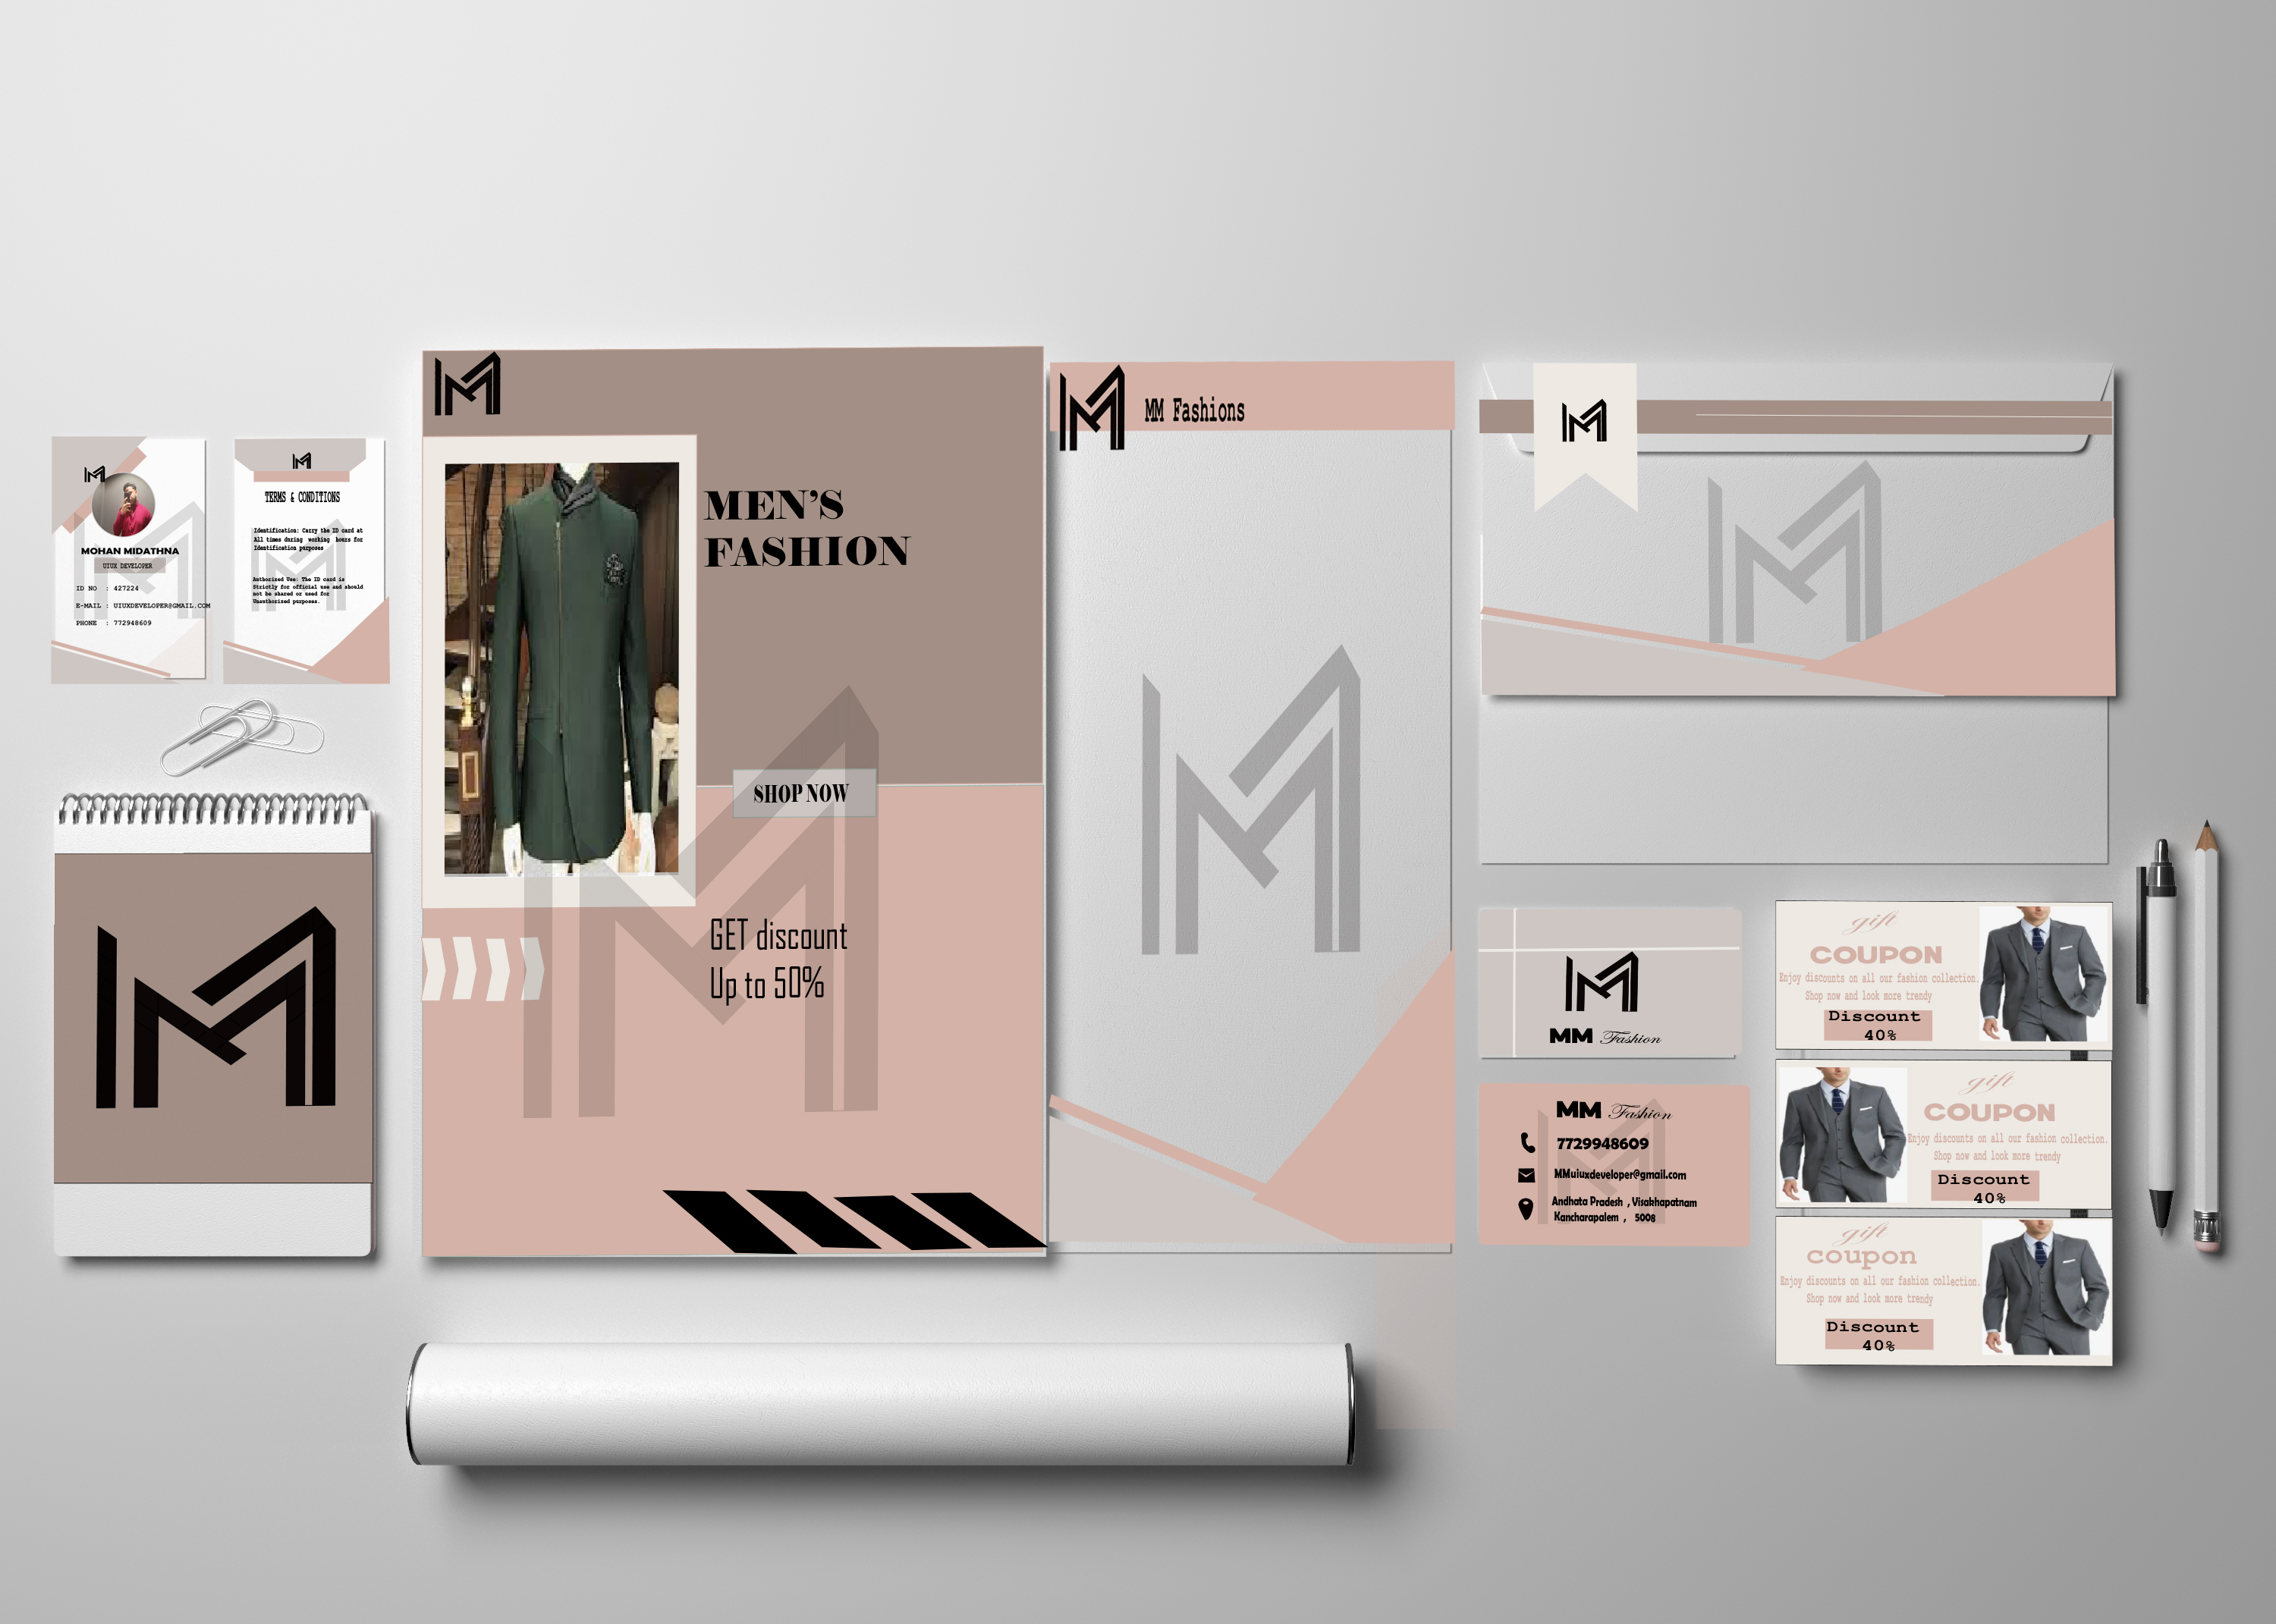 MOHAN MIDATHNA
UIUX DEVELOPER
ID NO : 427224
E-MAIL : UIUXDEVELOPER@GMAIL.COM
PHONE : 772948609
TERMS & CONDITIONS
Identification: Carry the ID card at
All times during working hours for
Identification purposes
Authorized Use: The ID card is
Strictly for official use and should
not be shared or used for
Unauthorized purposes.
MEN'S
FASHION
SHOP NOW
GET discount
Up to 50%
MM Fashions
MM Fashion
MM Fashion
7729948609
MMuiuxdeveloper@gmail.com
Andhata Pradesh , Visakhapatnam
Kancharapalem , 5008
gift
COUPON
Enjoy discounts on all our fashion collection.
Shop now and look more trendy
Discount
40%
gift
COUPON
Enjoy discounts on all our fashion collection.
Shop now and look more trendy
Discount
40%
gift
coupon
Enjoy discounts on all our fashion collection.
Shop now and look more trendy
Discount
40%